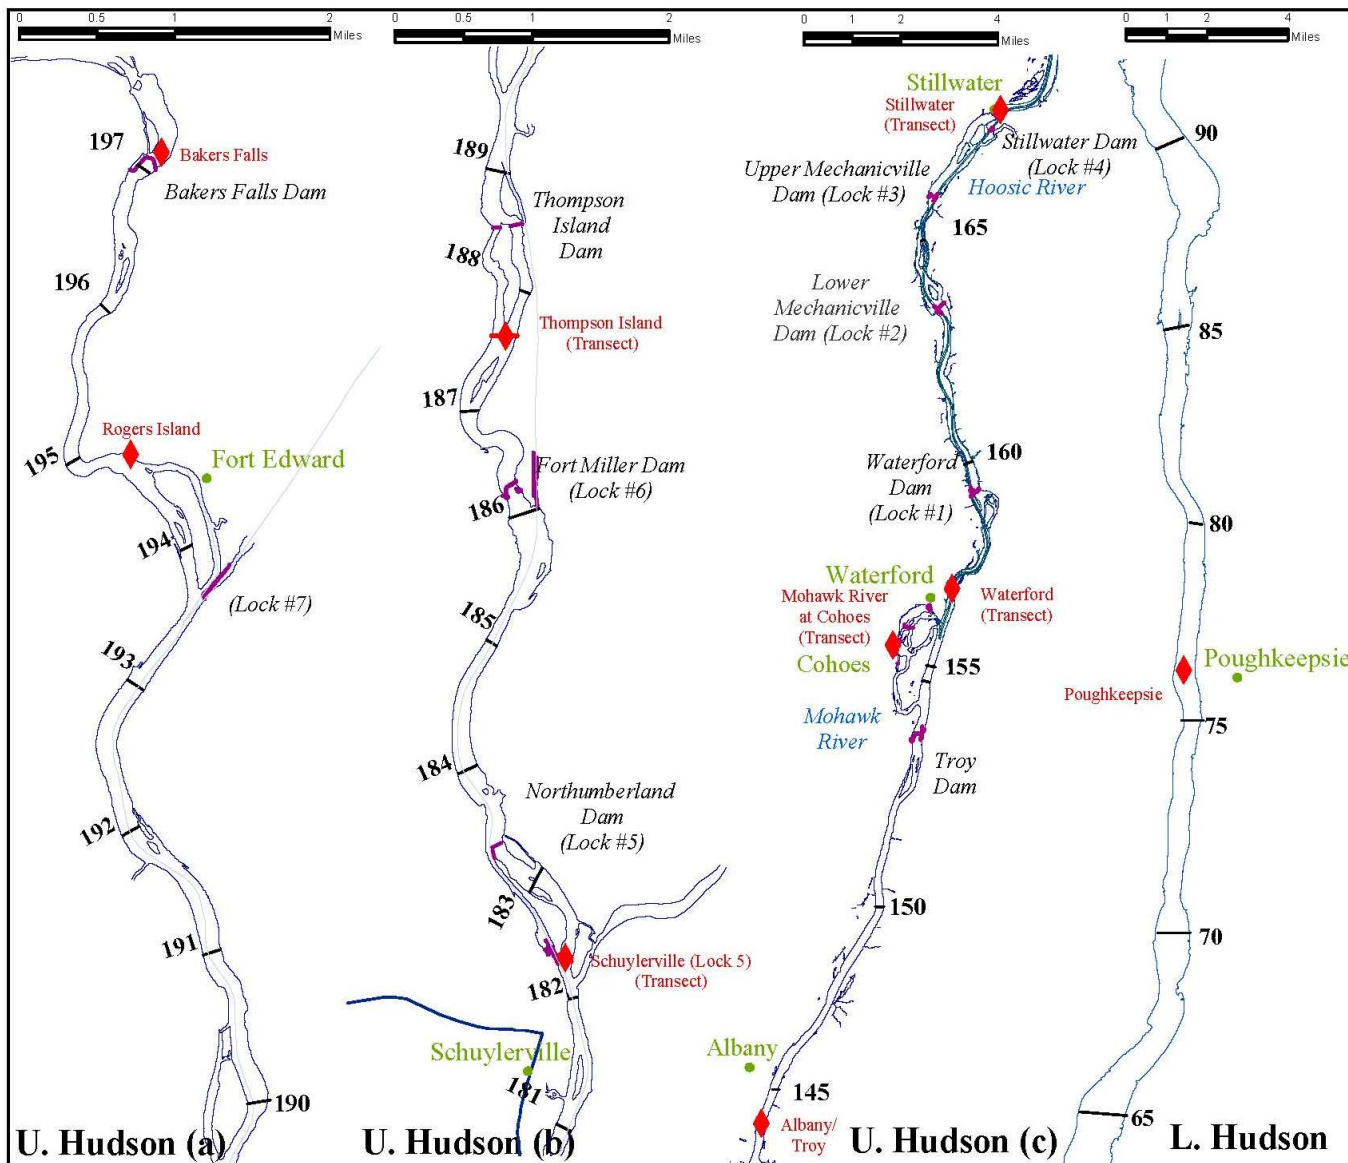 0
0.5
1
2
Miles
197
Bakers Falls
Bakers Falls Dam
196
Rogers Island
195
Fort Edward
194
(Lock #7)
193
192
191
190
U. Hudson (a)
0
0.5
1
2
Miles
189
Thompson
Island
Dam
188
Thompson Island
(Transect)
187
Fort Miller Dam
(Lock #6)
186
185
184
Northumberland
Dam
(Lock #5)
183
Schuylerville (Lock 5)
(Transect)
182
Schuylerville
181
U. Hudson (b)
0
2
4
Miles
Stillwater
Stillwater
(Transect)
Stillwater Dam
(Lock #4)
Upper Mechanicville
Dam (Lock #3)
Hoosic River
165
Lower
Mechanicville
Dam (Lock #2)
160
Waterford
Dam
(Lock #1)
Waterford
Mohawk River
at Cohoes
(Transect)
Waterford
(Transect)
Cohoes
155
Mohawk
River
Troy
Dam
150
Albany
145
Albany/
Troy
U. Hudson (c)
0
1
2
4
Miles
90
85
80
Poughkeepsie
Poughkeepsie
75
70
65
L. Hudson